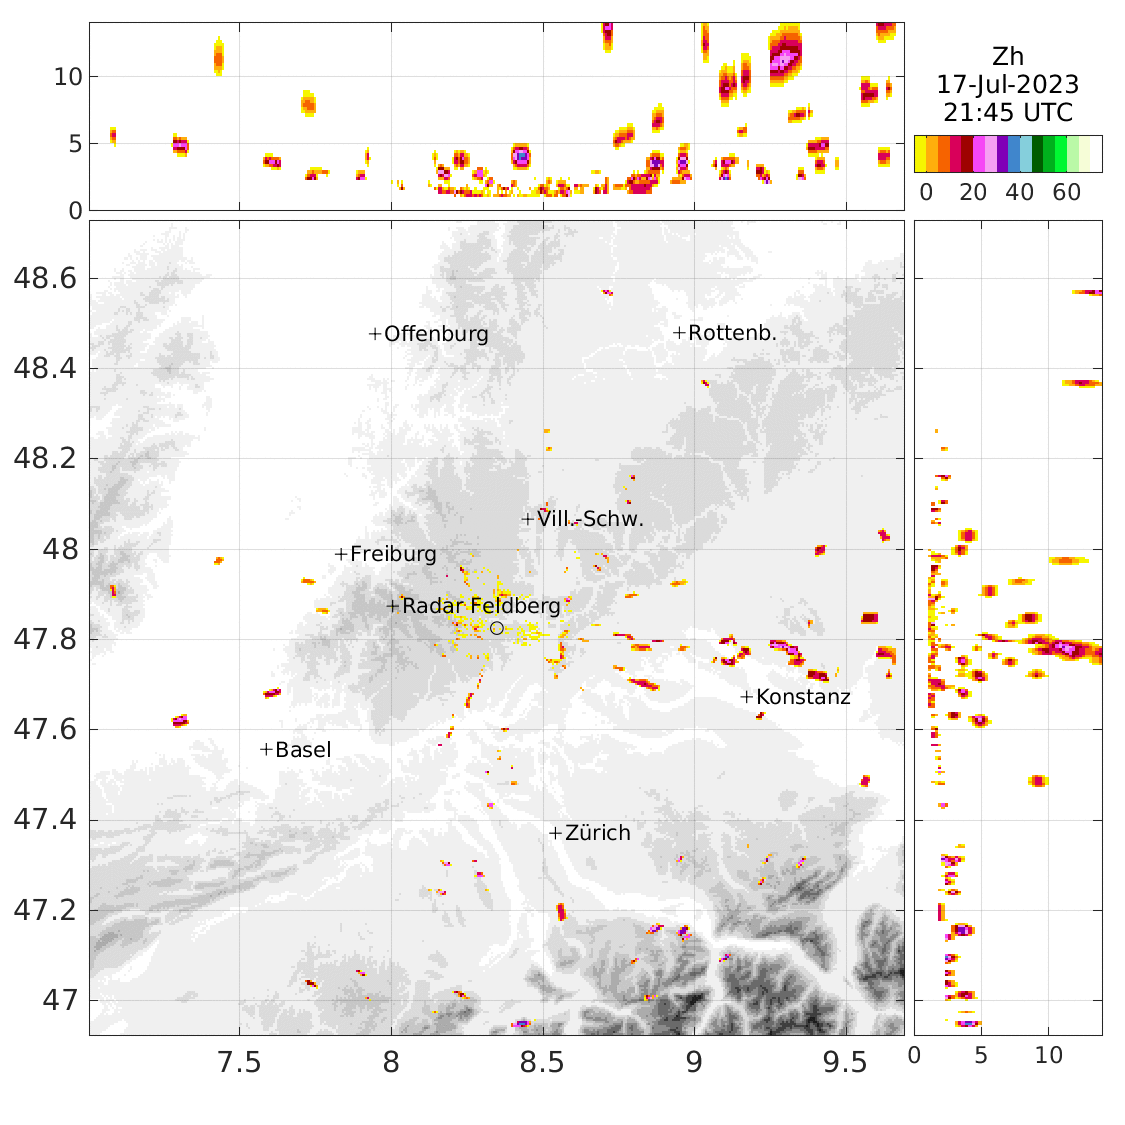 10
5
0
Zh
17-Jul-2023
21:45 UTC
0 20 40 60
48.6
48.4
48.2
48
47.8
47.6
47.4
47.2
47
+Offenburg
+Rottenb.
+Vill.-Schw.
+Freiburg
+Radar Feldberg
+Konstanz
+Basel
+Zürich
7.5 8 8.5 9 9.5
0 5 10